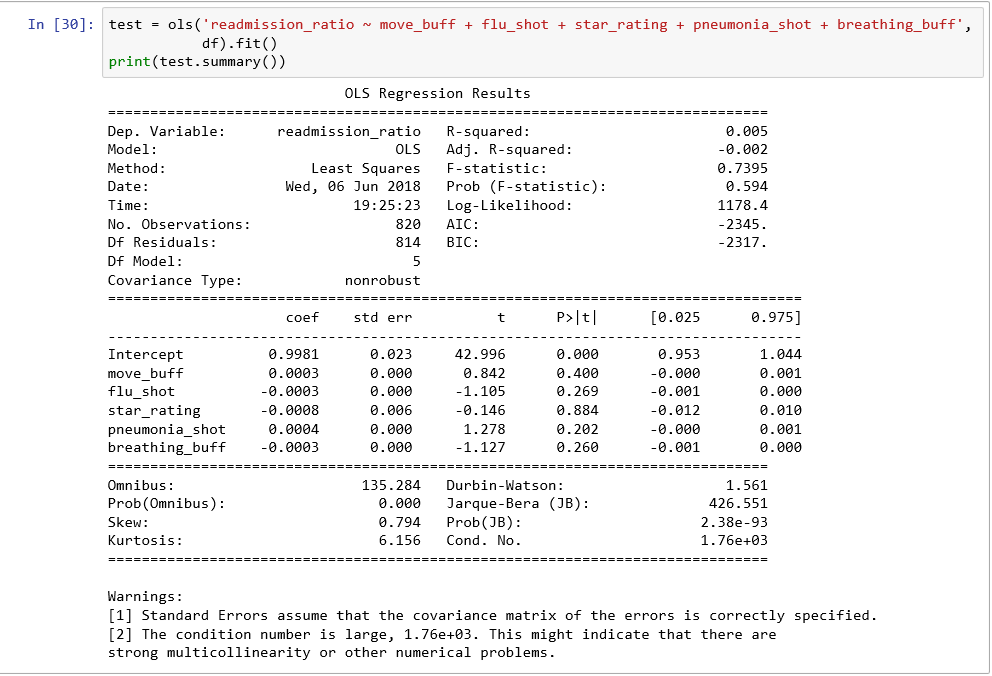 In [30]: test = ols('readmission_ratio ~ move_buff + flu_shot + star_rating + pneumonia_shot + breathing_buff',
df).fit()
print(test.summary())
OLS Regression Results
==============================================================================
Dep. Variable: readmission_ratio R-squared: 0.005
Model: OLS Adj. R-squared: -0.002
Method: Least Squares F-statistic: 0.7395
Date: Wed, 06 Jun 2018 Prob (F-statistic): 0.594
Time: 19:25:23 Log-Likelihood: 1178.4
No. Observations: 820 AIC: -2345.
Df Residuals: 814 BIC: -2317.
Df Model: 5
Covariance Type: nonrobust
==================================================================================
coef std err t P>|t| [0.025 0.975]
----------------------------------------------------------------------------------
Intercept 0.9981 0.023 42.996 0.000 0.953 1.044
move_buff 0.0003 0.000 0.842 0.400 -0.000 0.001
flu_shot -0.0003 0.000 -1.105 0.269 -0.001 0.000
star_rating -0.0008 0.006 -0.146 0.884 -0.012 0.010
pneumonia_shot 0.0004 0.000 1.278 0.202 -0.000 0.001
breathing_buff -0.0003 0.000 -1.127 0.260 -0.001 0.000
==============================================================================
Omnibus: 135.284 Durbin-Watson: 1.561
Prob(Omnibus): 0.000 Jarque-Bera (JB): 426.551
Skew: 0.794 Prob(JB): 2.38e-93
Kurtosis: 6.156 Cond. No. 1.76e+03
==============================================================================
Warnings:
[1] Standard Errors assume that the covariance matrix of the errors is correctly specified.
[2] The condition number is large, 1.76e+03. This might indicate that there are
strong multicollinearity or other numerical problems.